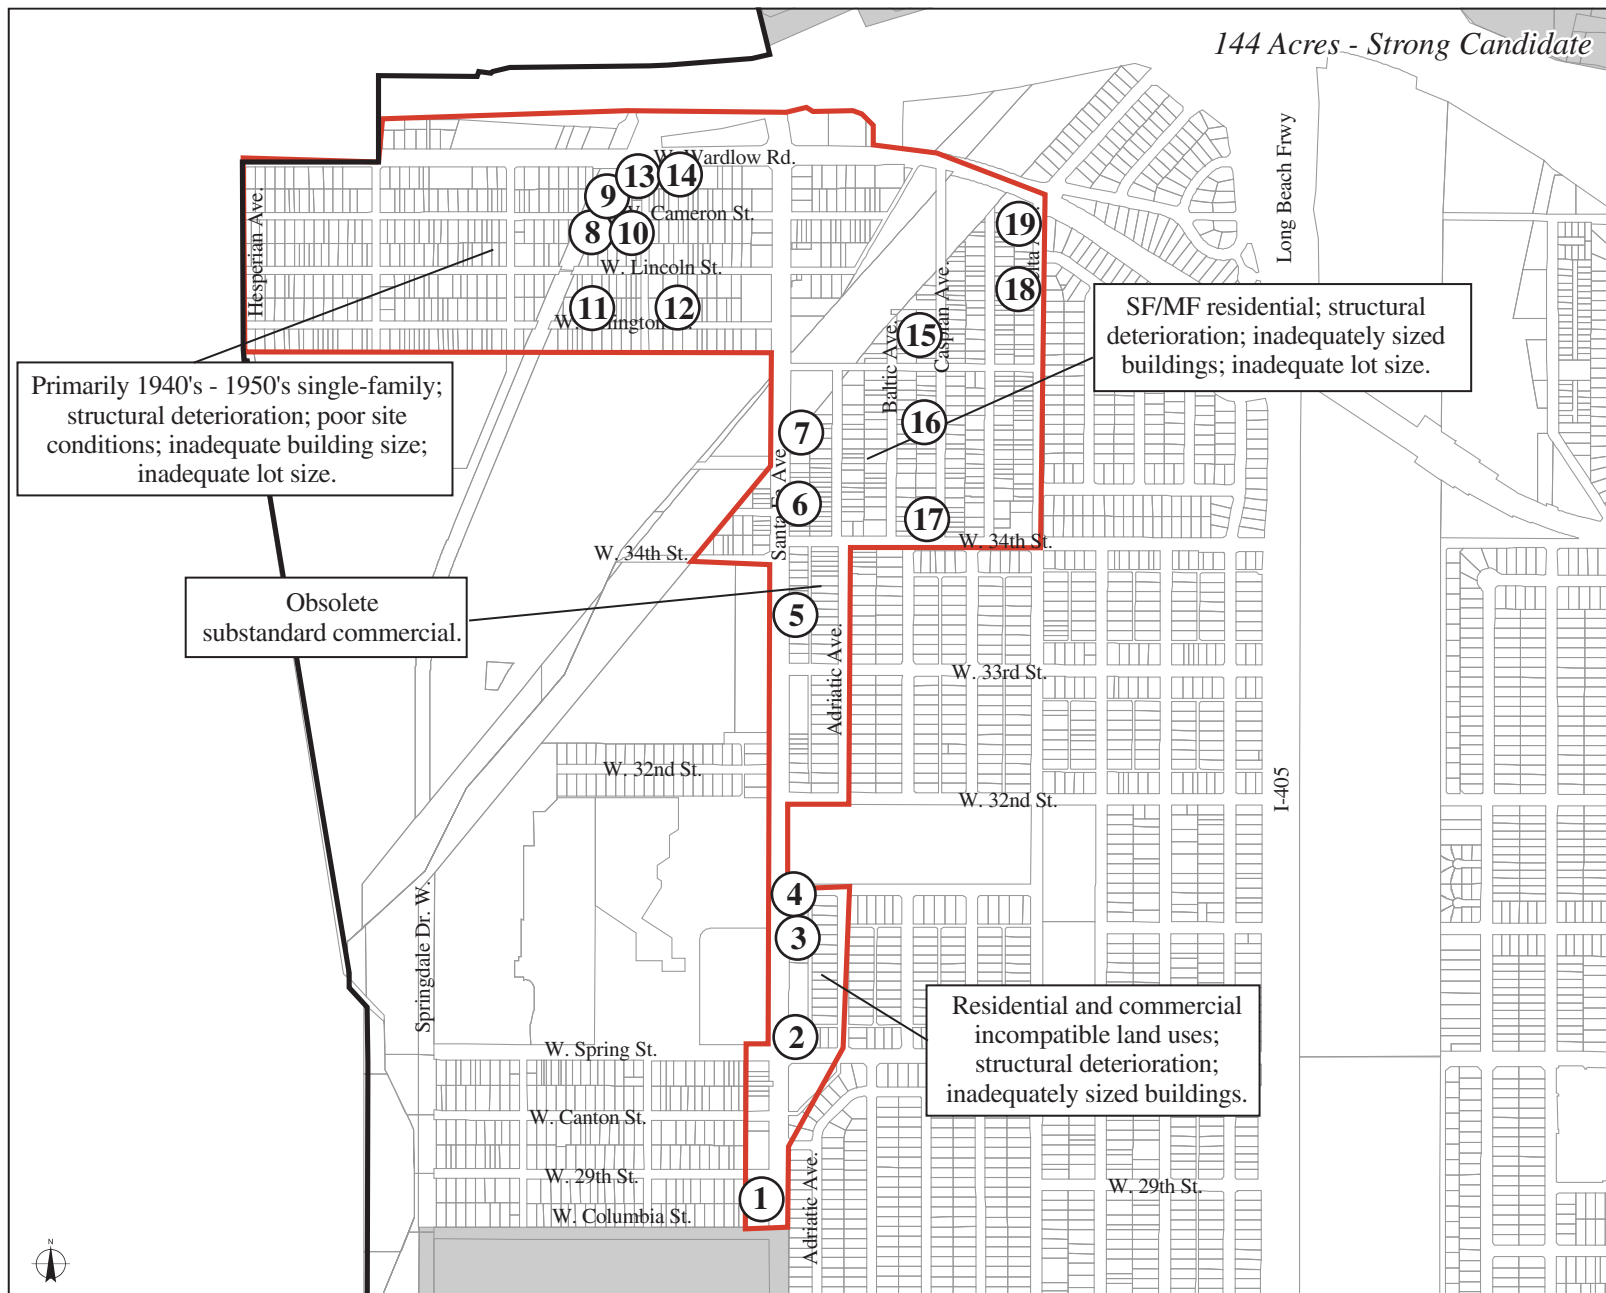 144 Acres - Strong Candidate
W. Wardlow Rd.
13
14
9
W. Cameron St.
8
10
W. Lincoln St.
11
12
Hesperian Ave.
19
18
Long Beach Frwy
15
Caspian Ave.
Baltic Ave.
16
SF/MF residential; structural
deterioration; inadequately sized
buildings; inadequate lot size.
Primarily 1940's - 1950's single-family;
structural deterioration; poor site
conditions; inadequate building size;
inadequate lot size.
7
6
Ave.
17
W. 34th St.
W. 34th St.
Obsolete
substandard commercial.
5
Adriatic Ave.
W. 33rd St.
W. 32nd St.
W. 32nd St.
I-405
4
3
2
Springdale Dr. W.
Residential and commercial
incompatible land uses;
structural deterioration;
inadequately sized buildings.
W. Spring St.
W. Canton St.
W. 29th St.
W. 29th St.
1
W. Columbia St.
Adriatic Ave.
N